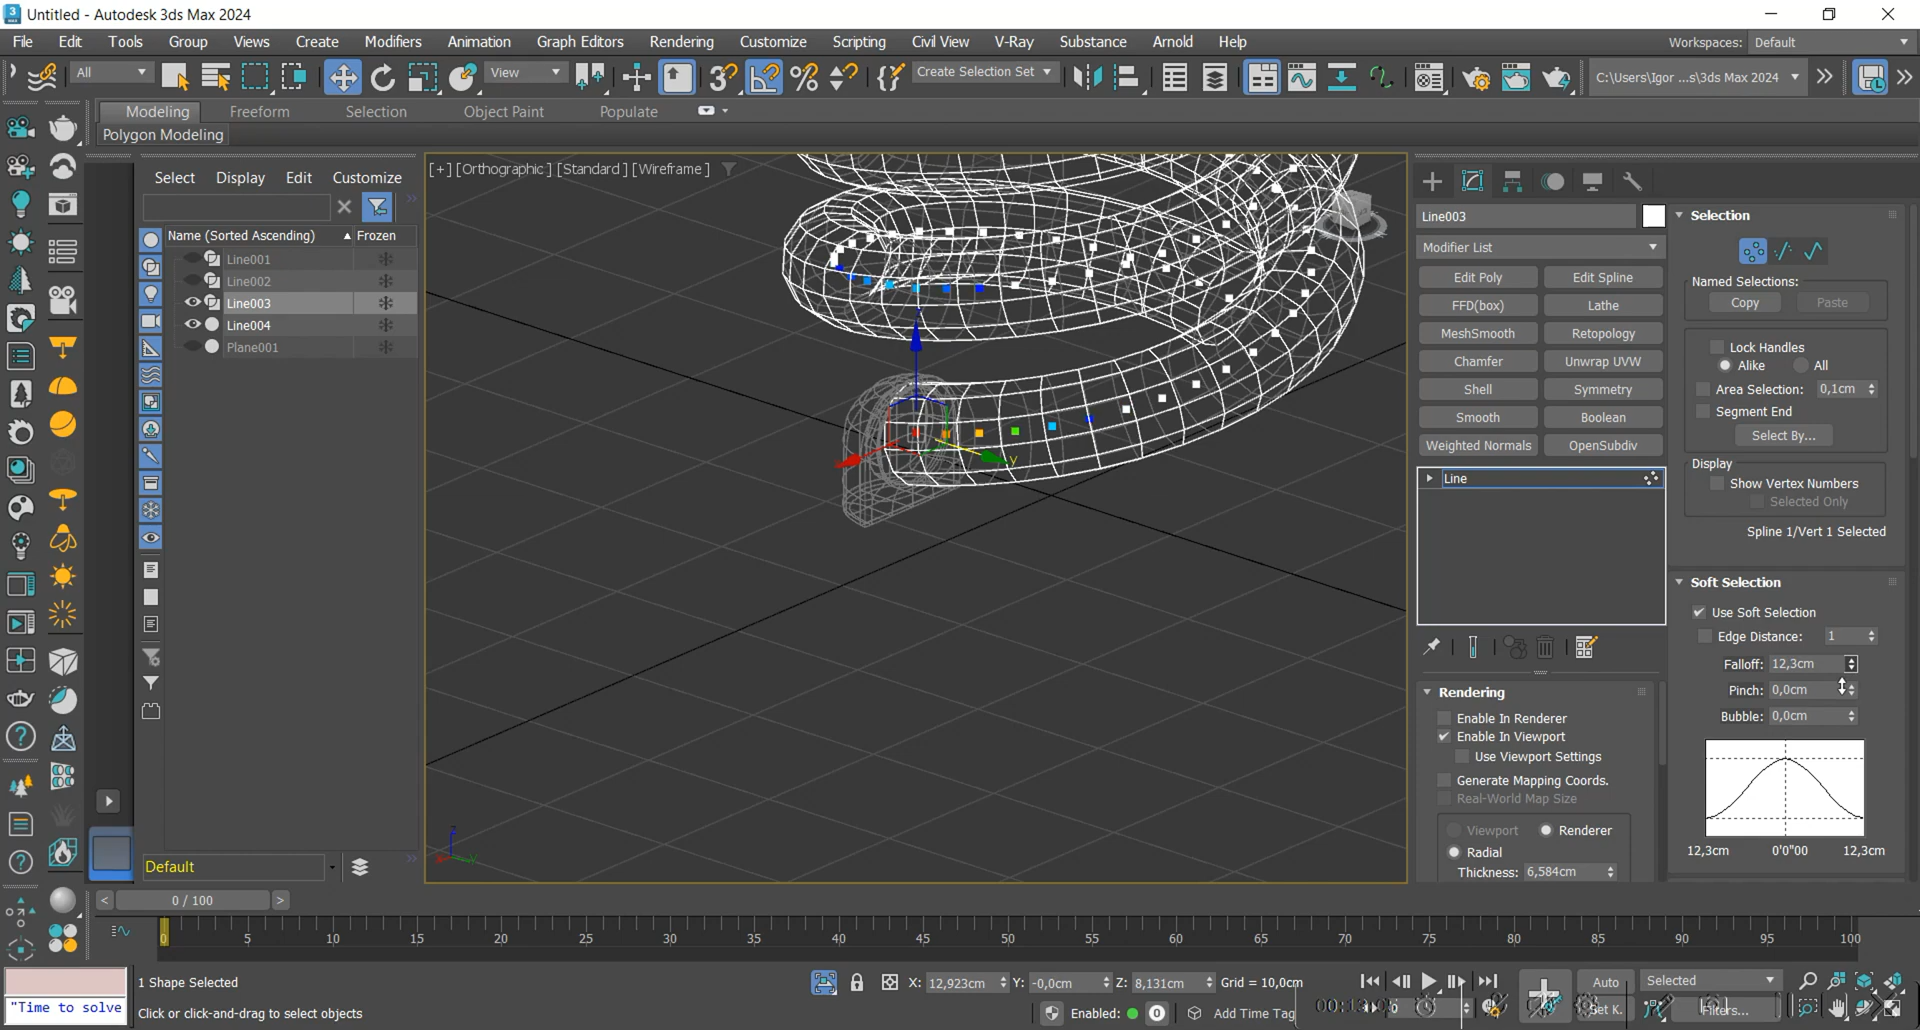 Untitled - Autodesk 3ds Max 2024
File Edit Tools Group Views Create Modifiers Animation Graph Editors Rendering Customize Scripting Civil View V-Ray Substance Arnold Help Workspaces: Default
All View Create Selection Set C:\Users\Igor ...s\3ds Max 2024
Modeling Freeform Selection Object Paint Populate
Polygon Modeling
Select Display Edit Customize
Name (Sorted Ascending) Frozen
Line001
Line002
Line003
Line004
Plane001
Default
[+] [Orthographic] [Standard] [Wireframe]
y
Line003
Modifier List
Edit Poly Edit Spline
FFD(box) Lathe
MeshSmooth Retopology
Chamfer Unwrap UVW
Shell Symmetry
Smooth Boolean
Weighted Normals OpenSubdiv
Line
Rendering
Enable In Renderer
Enable In Viewport
Use Viewport Settings
Generate Mapping Coords.
Real-World Map Size
Viewport Renderer
Radial
Thickness: 6,584cm
Selection
Named Selections:
Copy Paste
Lock Handles
Alike All
Area Selection: 0,1cm
Segment End
Select By...
Display
Show Vertex Numbers
Selected Only
Spline 1/Vert 1 Selected
Soft Selection
Use Soft Selection
Edge Distance: 1
Falloff: 12,3cm
Pinch: 0,0cm
Bubble: 0,0cm
12,3cm 0'0"00 12,3cm
0 / 100
0 5 10 15 20 25 30 35 40 45 50 55 60 65 70 75 80 85 90 95 100
"Time to solve
1 Shape Selected
Click or click-and-drag to select objects
X: 12,923cm Y: -0,0cm Z: 8,131cm Grid = 10,0cm
Enabled: 0 Add Time Tag
0
Auto Selected
Set K. Filters...